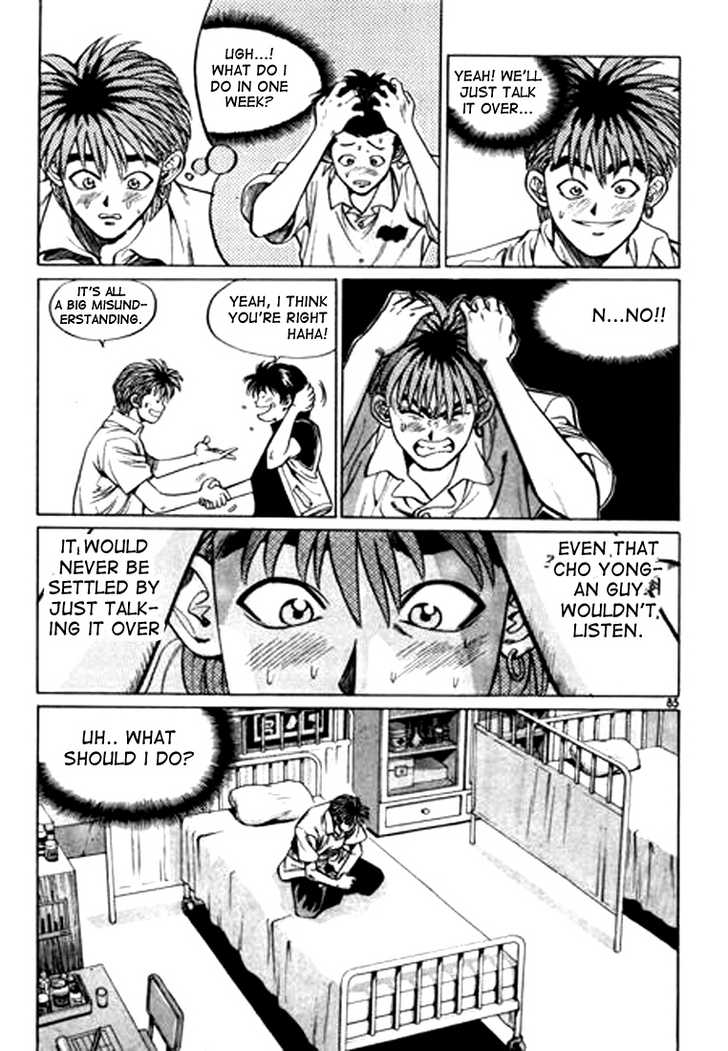 UGH...!
WHAT DO I
DO IN ONE
WEEK?
YEAH! WE'LL
JUST TALK
IT OVER...
IT'S ALL
A BIG MISUND-
ERSTANDING.
YEAH, I THINK
YOU'RE RIGHT
HAHA!
N...NO!!
IT WOULD
NEVER BE
SETTLED BY
JUST TALK-
ING IT OVER
EVEN THAT
CHO YONG-
AN GUY
WOULDN'T
LISTEN.
85
UH.. WHAT
SHOULD I DO?